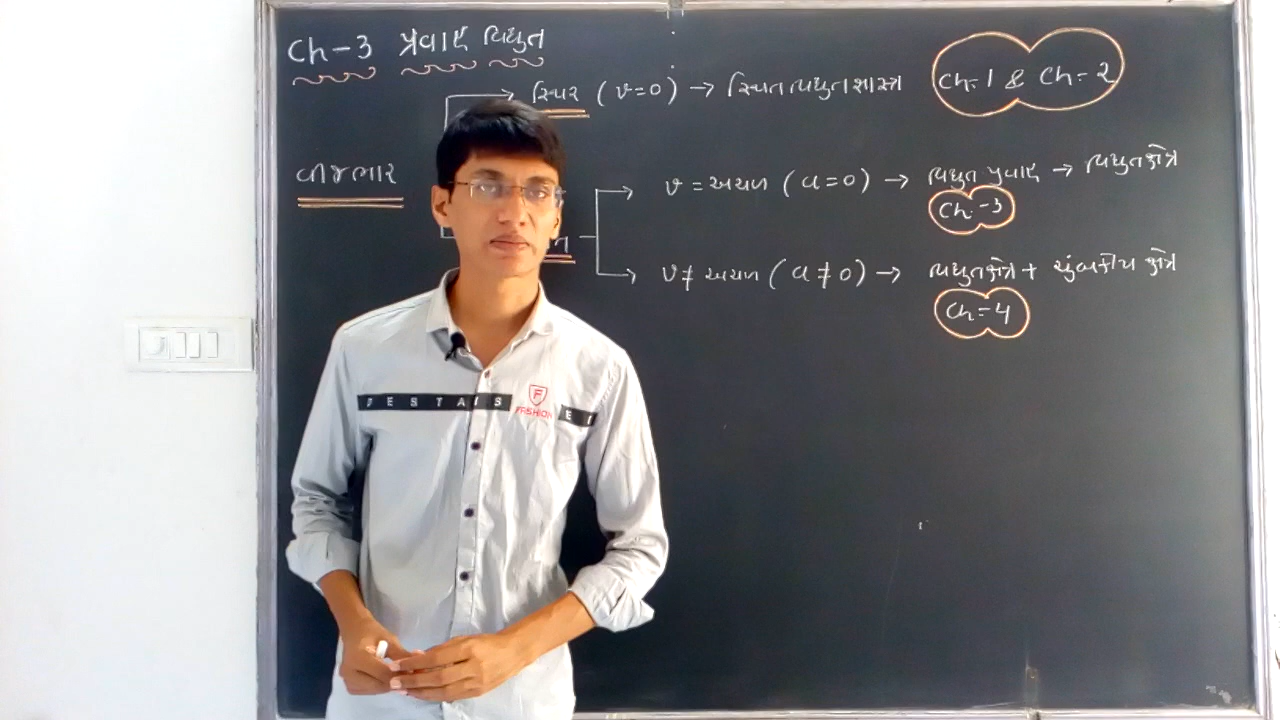 Ch-3 પ્રવાહ વિદ્યુત
સ્થિર (v=0) → સ્થિત વિદ્યુતશાસ્ત્ર
Ch-1 & Ch-2
વીજભાર
v = અચળ (a=0) → વિદ્યુત પ્રવાહ → વિદ્યુતક્ષેત્ર
Ch-3
v ≠ અચળ (a ≠ 0) → વિદ્યુતક્ષેત્ર + ચુંબકીય ક્ષેત્ર
Ch-4
FASHION